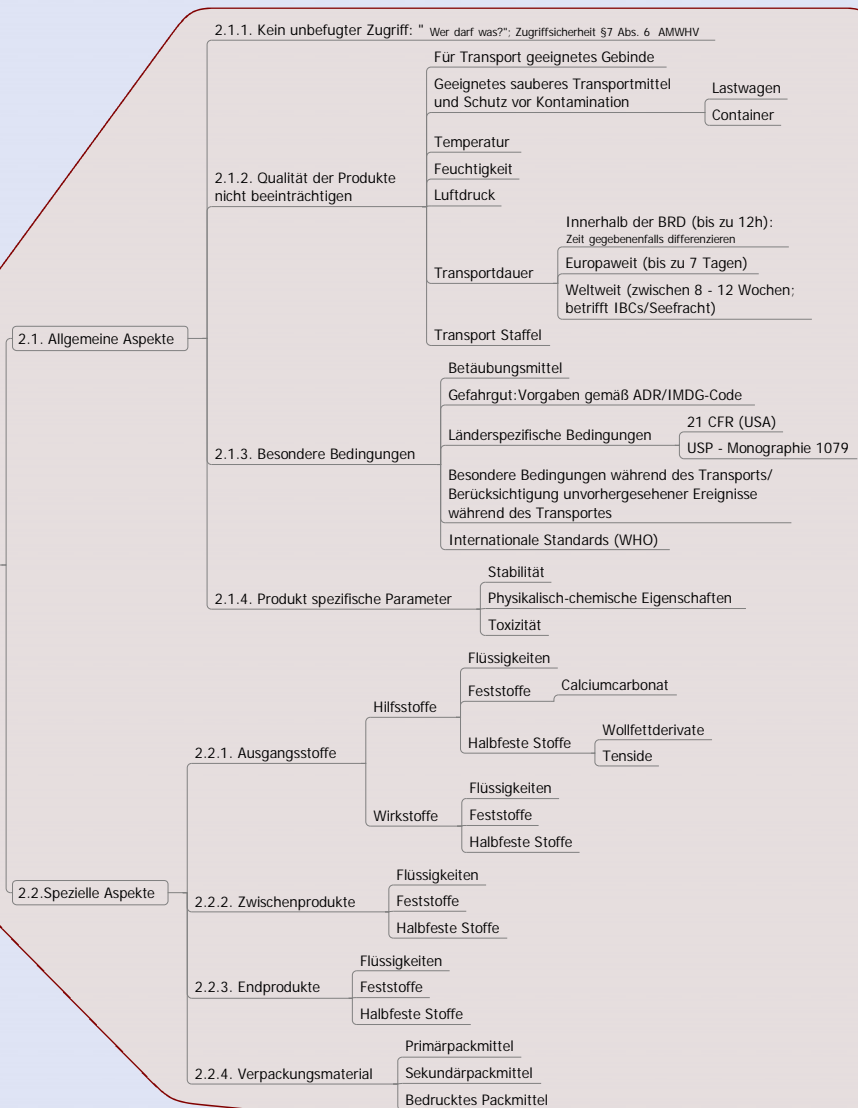 2.1. Allgemeine Aspekte
2.1.1. Kein unbefugter Zugriff: " Wer darf was?"; Zugriffsicherheit §7 Abs. 6 AMWHV
2.1.2. Qualität der Produkte
nicht beeinträchtigen
Für Transport geeignetes Gebinde
Geeignetes sauberes Transportmittel
und Schutz vor Kontamination
Lastwagen
Container
Temperatur
Feuchtigkeit
Luftdruck
Transportdauer
Innerhalb der BRD (bis zu 12h):
Zeit gegebenenfalls differenzieren
Europaweit (bis zu 7 Tagen)
Weltweit (zwischen 8 - 12 Wochen;
betrifft IBCs/Seefracht)
Transport Staffel
2.1.3. Besondere Bedingungen
Betäubungsmittel
Gefahrgut:Vorgaben gemäß ADR/IMDG-Code
Länderspezifische Bedingungen
21 CFR (USA)
USP - Monographie 1079
Besondere Bedingungen während des Transports/
Berücksichtigung unvorhergesehener Ereignisse
während des Transportes
Internationale Standards (WHO)
2.1.4. Produkt spezifische Parameter
Stabilität
Physikalisch-chemische Eigenschaften
Toxizität
2.2.Spezielle Aspekte
2.2.1. Ausgangsstoffe
Hilfsstoffe
Flüssigkeiten
Feststoffe
Calciumcarbonat
Halbfeste Stoffe
Wollfettderivate
Tenside
Wirkstoffe
Flüssigkeiten
Feststoffe
Halbfeste Stoffe
2.2.2. Zwischenprodukte
Flüssigkeiten
Feststoffe
Halbfeste Stoffe
2.2.3. Endprodukte
Flüssigkeiten
Feststoffe
Halbfeste Stoffe
2.2.4. Verpackungsmaterial
Primärpackmittel
Sekundärpackmittel
Bedrucktes Packmittel